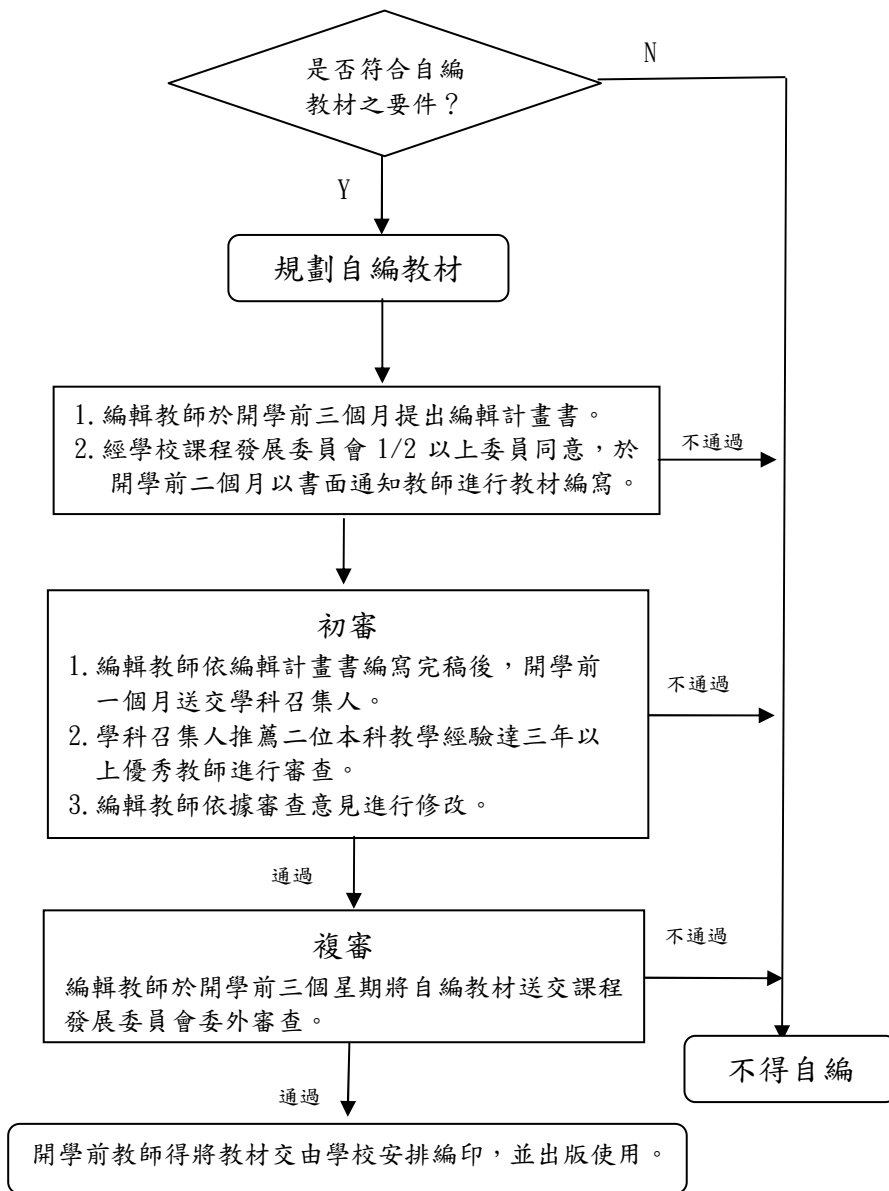 是否符合自編
教材之要件？
N
Y
規劃自編教材
1.編輯教師於開學前三個月提出編輯計畫書。
2.經學校課程發展委員會 1/2 以上委員同意，於
開學前二個月以書面通知教師進行教材編寫。
不通過
初審
1.編輯教師依編輯計畫書編寫完稿後，開學前
一個月送交學科召集人。
2.學科召集人推薦二位本科教學經驗達三年以
上優秀教師進行審查。
3.編輯教師依據審查意見進行修改。
不通過
通過
複審
編輯教師於開學前三個星期將自編教材送交課程
發展委員會委外審查。
不通過
不得自編
通過
開學前教師得將教材交由學校安排編印，並出版使用。